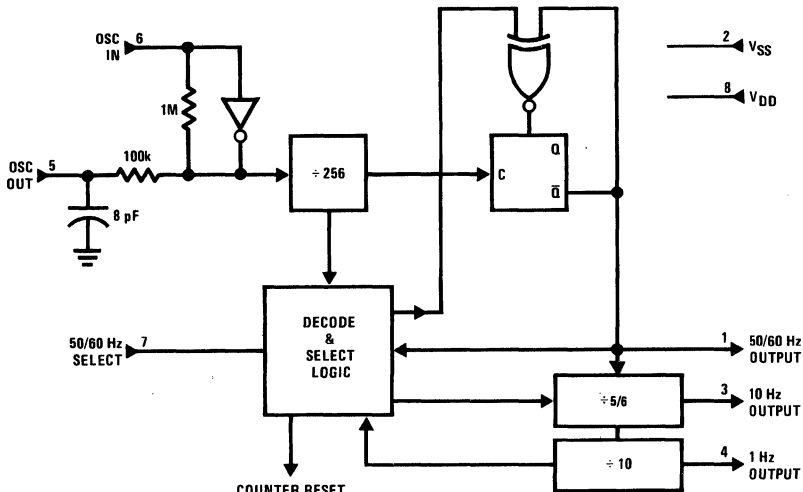 OSC
IN
6
1M
OSC
OUT
5
100k
8 pF
÷ 256
C
Q
Q̅
2
VSS
8
VDD
50/60 Hz
SELECT
7
DECODE
&
SELECT
LOGIC
1
50/60 Hz
OUTPUT
÷5/6
3
10 Hz
OUTPUT
÷ 10
4
1 Hz
OUTPUT
COUNTER RESET